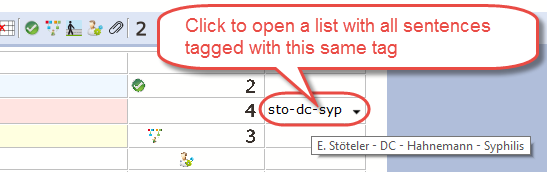 Click to open a list with all sentences
tagged with this same tag
2
2
4 sto-dc-syp
3
E. Stöteler - DC - Hahnemann - Syphilis